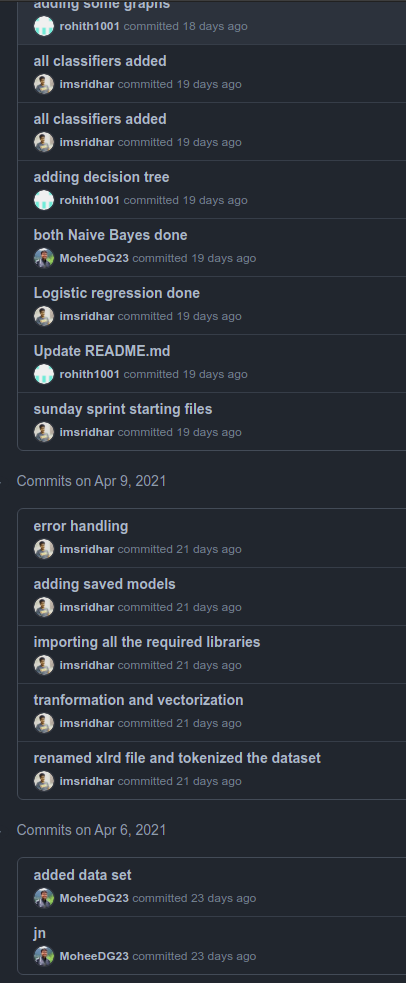 adding some graphs
rohith1001 committed 18 days ago
all classifiers added
imsridhar committed 19 days ago
all classifiers added
imsridhar committed 19 days ago
adding decision tree
rohith1001 committed 19 days ago
both Naive Bayes done
MoheeDG23 committed 19 days ago
Logistic regression done
imsridhar committed 19 days ago
Update README.md
rohith1001 committed 19 days ago
sunday sprint starting files
imsridhar committed 19 days ago
Commits on Apr 9, 2021
error handling
imsridhar committed 21 days ago
adding saved models
imsridhar committed 21 days ago
importing all the required libraries
imsridhar committed 21 days ago
tranformation and vectorization
imsridhar committed 21 days ago
renamed xlrd file and tokenized the dataset
imsridhar committed 21 days ago
Commits on Apr 6, 2021
added data set
MoheeDG23 committed 23 days ago
jn
MoheeDG23 committed 23 days ago